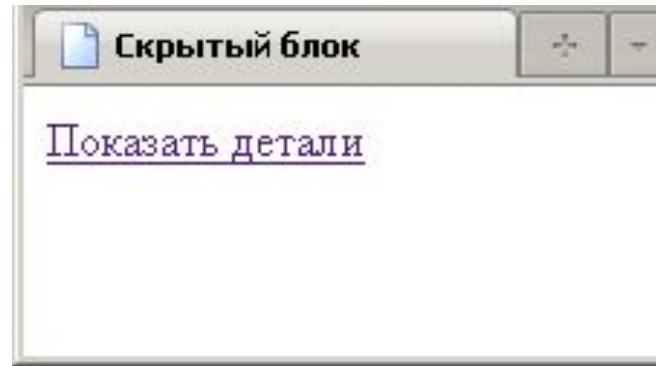 Скрытый блок
Показать детали